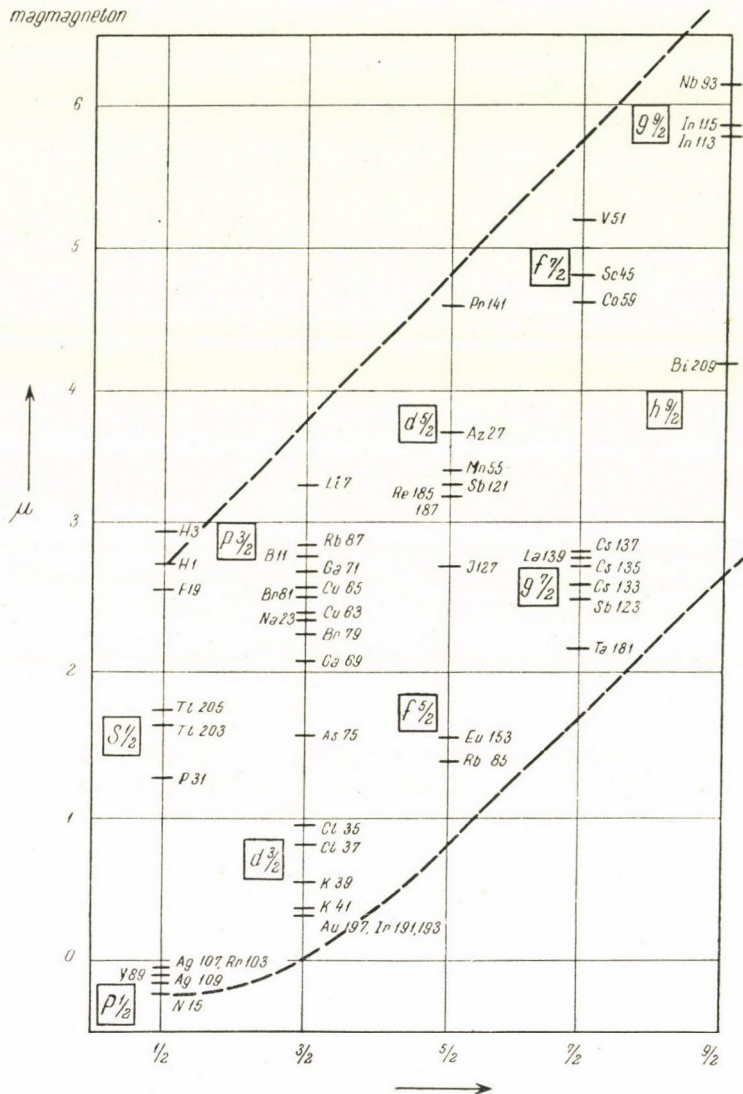 magmagneton
6
Nb 93
g 9/2
In 115
In 113
V 51
5
f 7/2
Sc 45
Co 59
Pr 141
Bi 209
4
h 9/2
d 5/2
Az 27
Mn 55
Li 7
Sb 121
Re 185
187
μ
3
H3
p 3/2
Rb 87
B 11
Cs 137
La 139
H1
Ga 71
J 127
Cs 135
F 19
Cu 65
g 7/2
Cs 133
Br 81
Sb 123
Cu 63
Na 23
Br 79
Ta 181
Ga 69
2
Tl 205
f 5/2
S 1/2
Tl 203
As 75
Eu 153
Rb 85
P 31
1
Cl 35
Cl 37
d 3/2
K 39
K 41
Au 197, Ir 191,193
0
Ag 107, Rn 103
Y 89
Ag 109
P 1/2
N 15
1/2 3/2 5/2 7/2 9/2